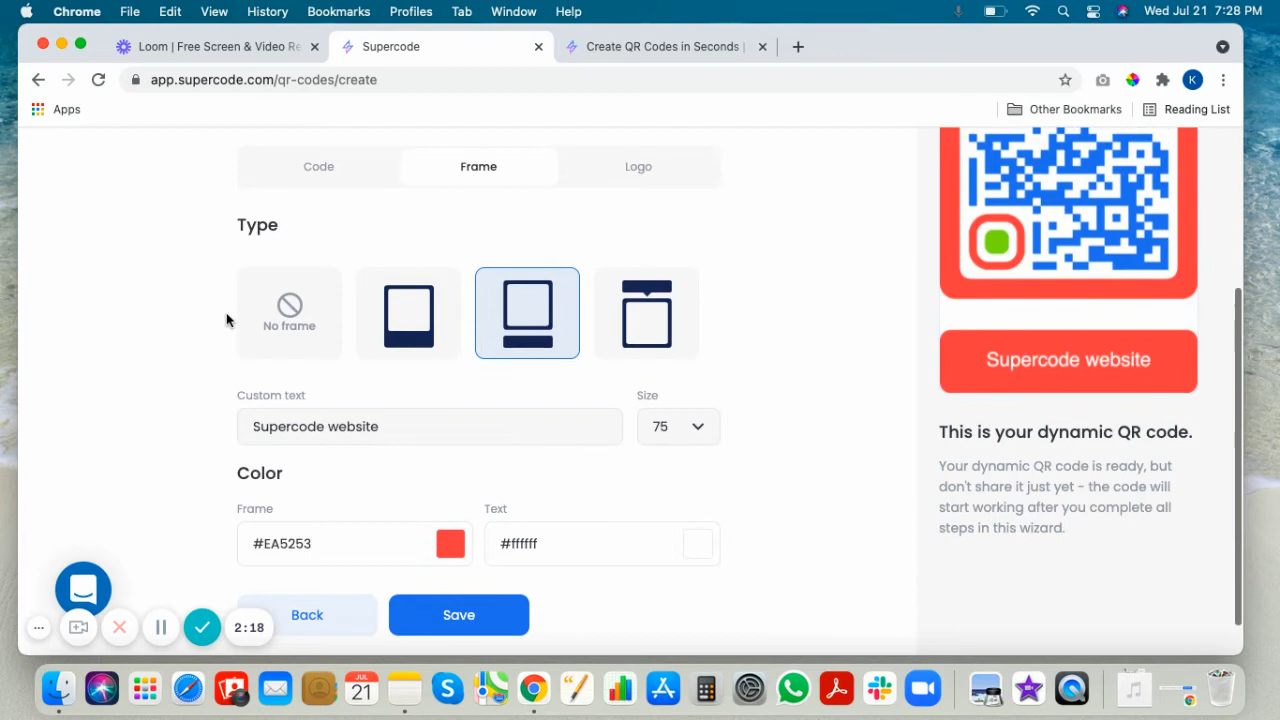 Chrome File Edit View History Bookmarks Profiles Tab Window Help Wed Jul 21 7:28 PM
Loom | Free Screen & Video Re Supercode Create QR Codes in Seconds |
app.supercode.com/qr-codes/create K
Apps Other Bookmarks Reading List
Code Frame Logo
Type
No frame
Custom text Size
Supercode website 75
Color
Frame Text
#EA5253 #ffffff
Back Save
2:18
Supercode website
This is your dynamic QR code.
Your dynamic QR code is ready, but
don't share it just yet - the code will
start working after you complete all
steps in this wizard.
JUL
21